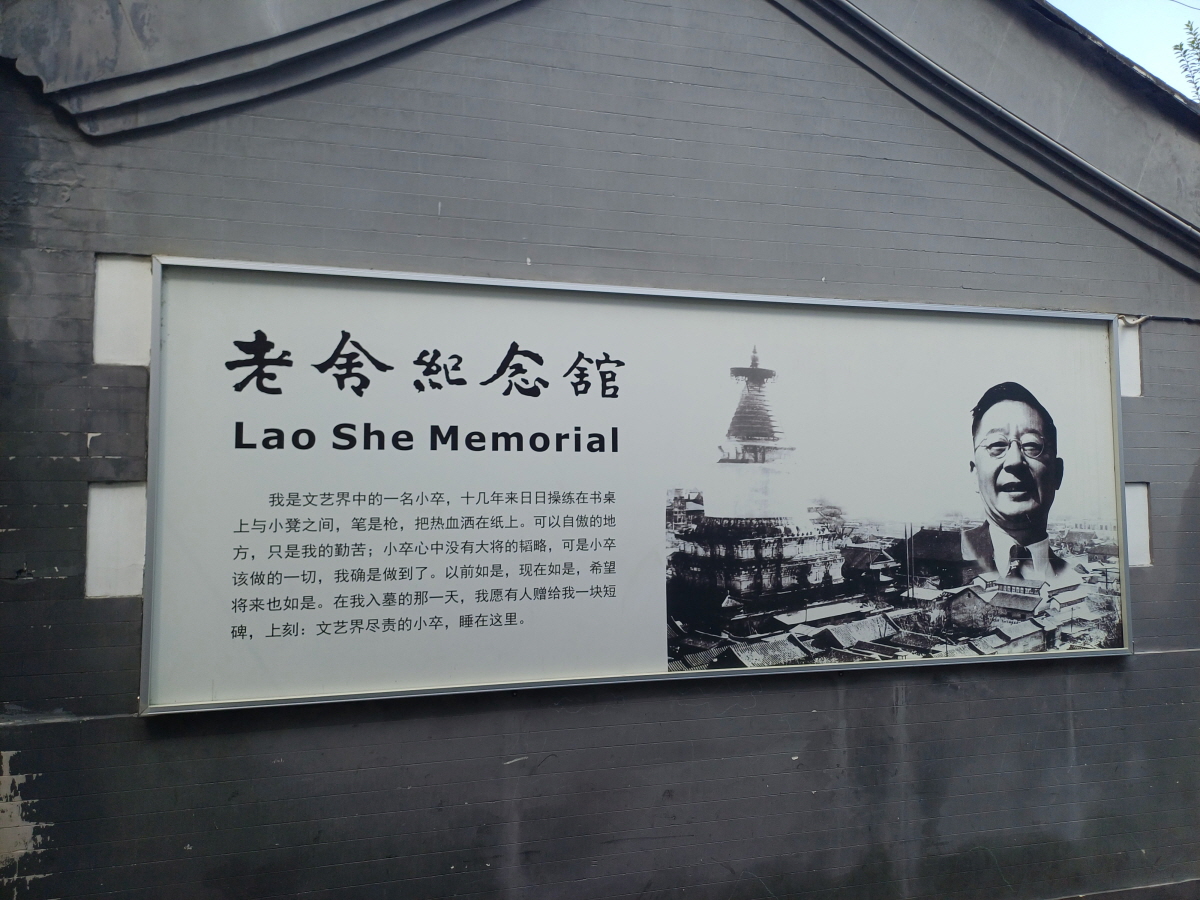 老舍紀念舘
Lao She Memorial
我是文艺界中的一名小卒，十几年来日日操练在书桌
上与小凳之间，笔是枪，把热血洒在纸上。可以自傲的地
方，只是我的勤苦；小卒心中没有大将的韬略，可是小卒
该做的一切，我确是做到了。以前如是，现在如是，希望
将来也如是。在我入墓的那一天，我愿有人赠给我一块短
碑，上刻：文艺界尽责的小卒，睡在这里。